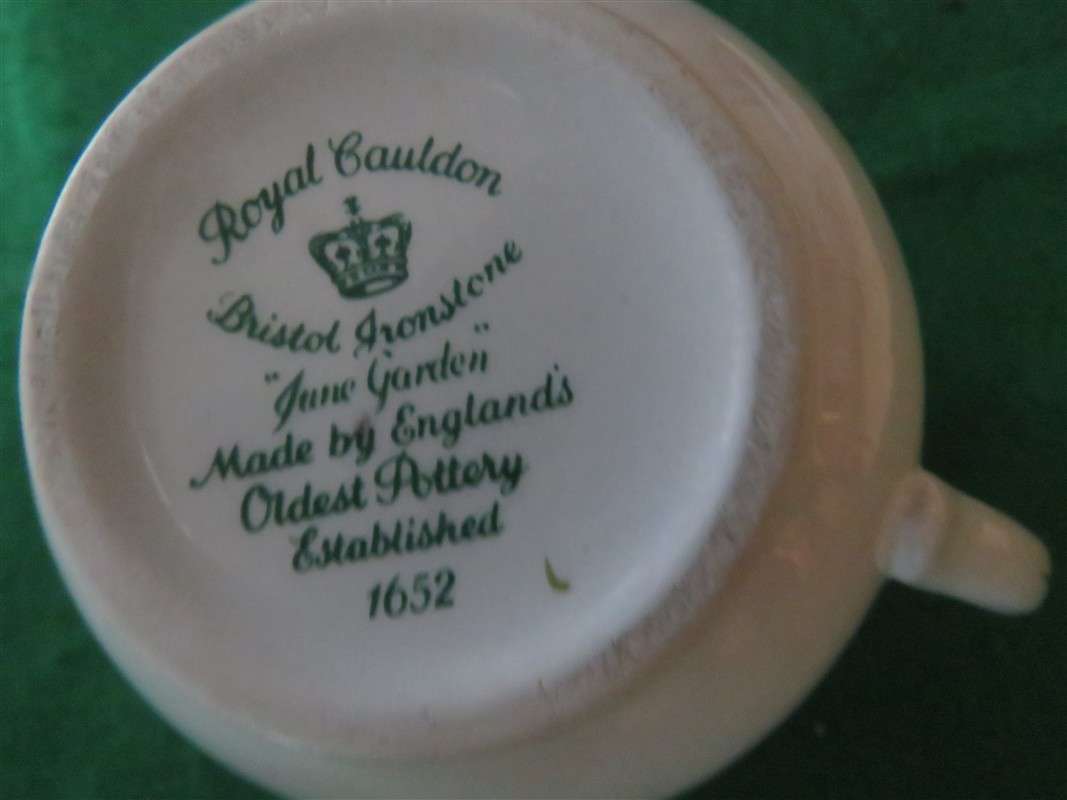 Royal Cauldon
Bristol Ironstone
"June Garden"
Made by England's
Oldest Pottery
Established
1652